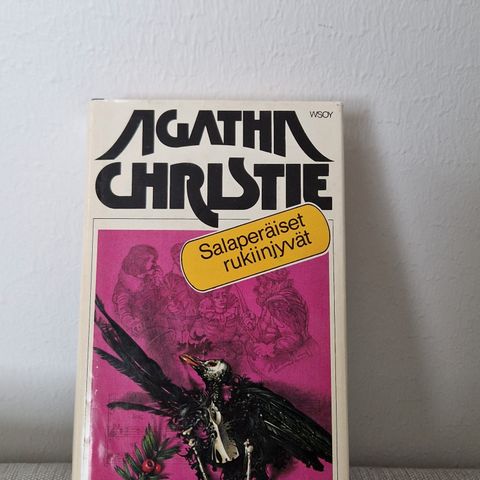 WSOY
AGATHA
CHRISTIE
Salaperäiset
rukiinjyvät